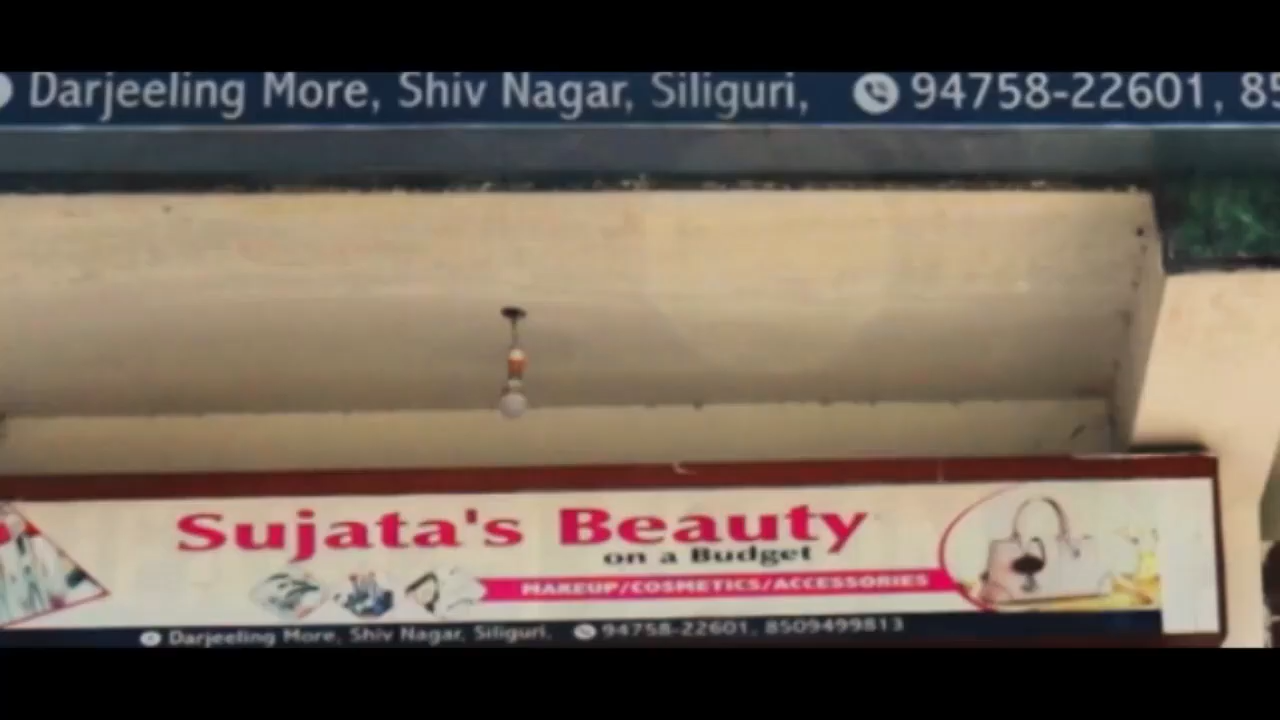 Darjeeling More, Shiv Nagar, Siliguri, 94758-22601, 85
Sujata's Beauty
on a Budget
MAKEUP/COSMETICS/ACCESSORIES
Darjeeling More, Shiv Nagar, Siliguri, 94758-22601, 8509499813